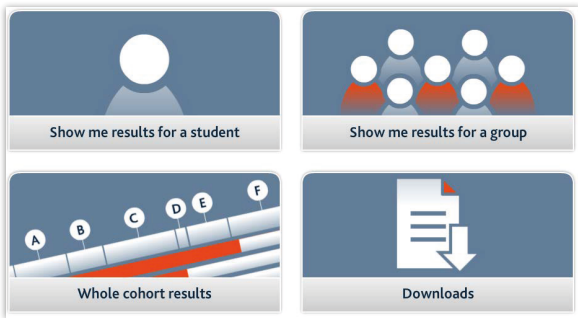 Show me results for a student
Show me results for a group
A B C D E F
Whole cohort results
Downloads